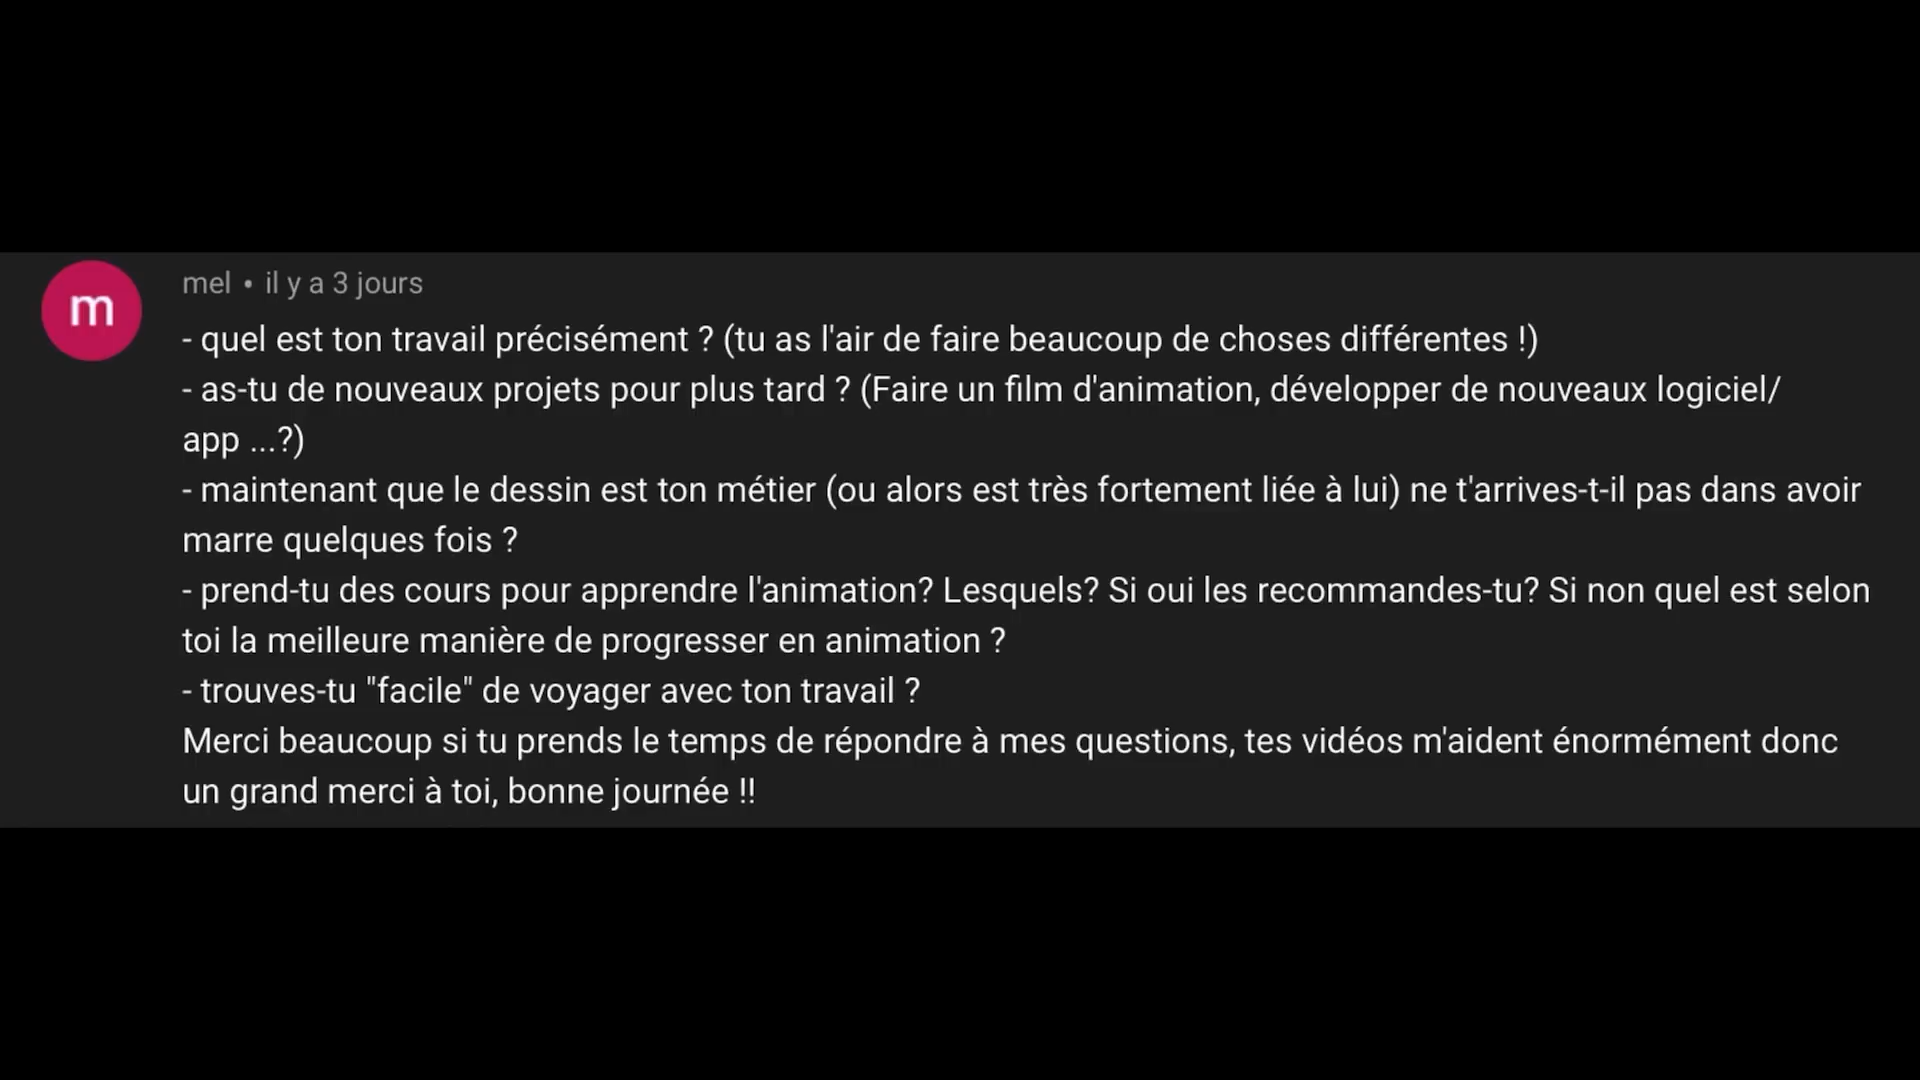 m
mel • il y a 3 jours
- quel est ton travail précisément ? (tu as l'air de faire beaucoup de choses différentes !)
- as-tu de nouveaux projets pour plus tard ? (Faire un film d'animation, développer de nouveaux logiciel/
app ...?)
- maintenant que le dessin est ton métier (ou alors est très fortement liée à lui) ne t'arrives-t-il pas dans avoir
marre quelques fois ?
- prend-tu des cours pour apprendre l'animation? Lesquels? Si oui les recommandes-tu? Si non quel est selon
toi la meilleure manière de progresser en animation ?
- trouves-tu "facile" de voyager avec ton travail ?
Merci beaucoup si tu prends le temps de répondre à mes questions, tes vidéos m'aident énormément donc
un grand merci à toi, bonne journée !!